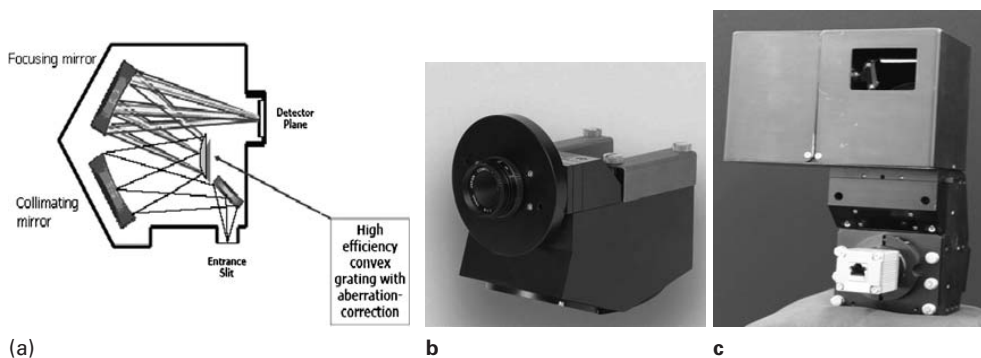 Focusing mirror
Detector
Plane
Collimating
mirror
Entrance
Slit
High
efficiency
convex
grating with
aberration-
correction
(a)
b
c